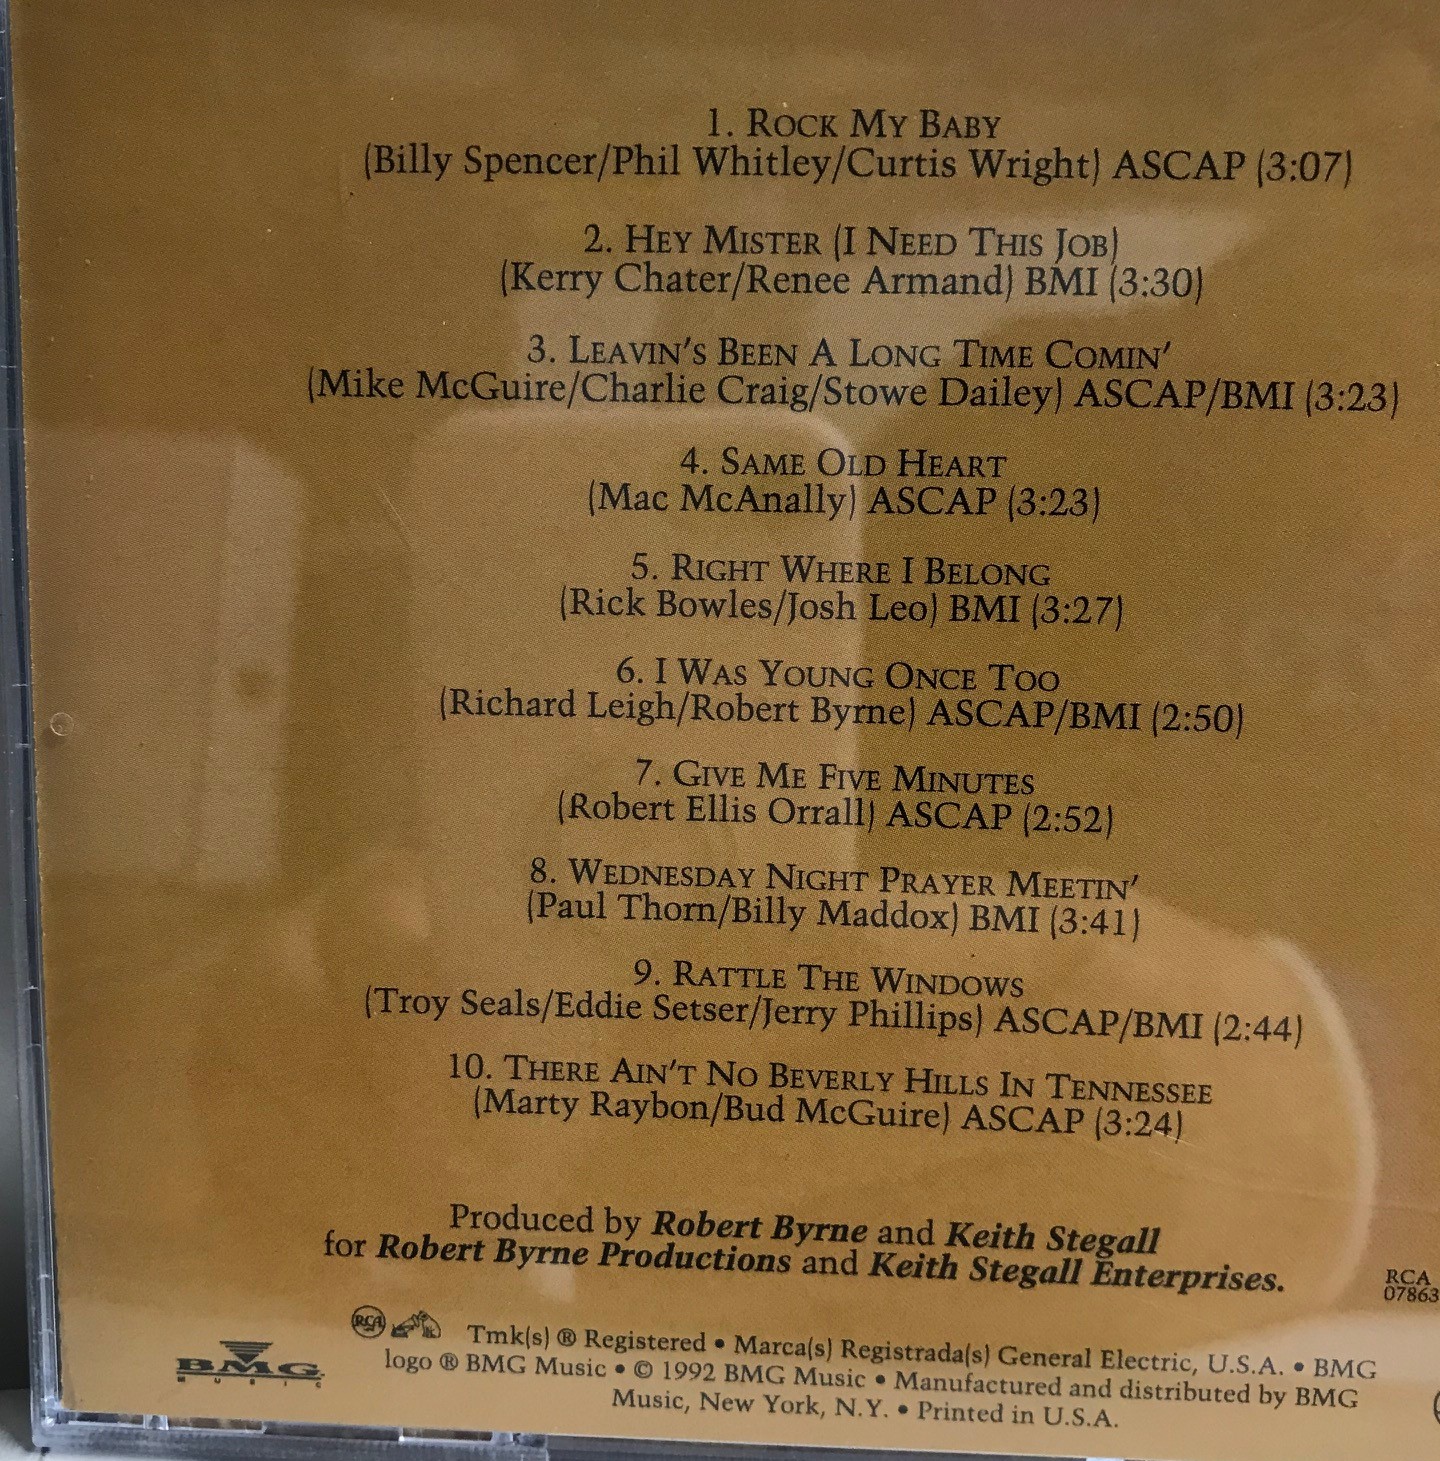 1. ROCK MY BABY
(Billy Spencer/Phil Whitley/Curtis Wright) ASCAP (3:07)
2. HEY MISTER (I NEED THIS JOB)
(Kerry Chater/Renee Armand) BMI (3:30)
3. LEAVIN'S BEEN A LONG TIME COMIN'
(Mike McGuire/Charlie Craig/Stowe Dailey) ASCAP/BMI (3:23)
4. SAME OLD HEART
(Mac McAnally) ASCAP (3:23)
5. RIGHT WHERE I BELONG
(Rick Bowles/Josh Leo) BMI (3:27)
6. I WAS YOUNG ONCE TOO
(Richard Leigh/Robert Byrne) ASCAP/BMI (2:50)
7. GIVE ME FIVE MINUTES
(Robert Ellis Orrall) ASCAP (2:52)
8. WEDNESDAY NIGHT PRAYER MEETIN'
(Paul Thorn/Billy Maddox) BMI (3:41)
9. RATTLE THE WINDOWS
(Troy Seals/Eddie Setser/Jerry Phillips) ASCAP/BMI (2:44)
10. THERE AIN'T NO BEVERLY HILLS IN TENNESSEE
(Marty Raybon/Bud McGuire) ASCAP (3:24)
Produced by Robert Byrne and Keith Stegall
for Robert Byrne Productions and Keith Stegall Enterprises.
RCA
07863
RCA Tmk(s) ® Registered • Marca(s) Registrada(s) General Electric, U.S.A. • BMG
logo ® BMG Music • © 1992 BMG Music • Manufactured and distributed by BMG
Music, New York, N.Y. • Printed in U.S.A.
BMG
MUSIC